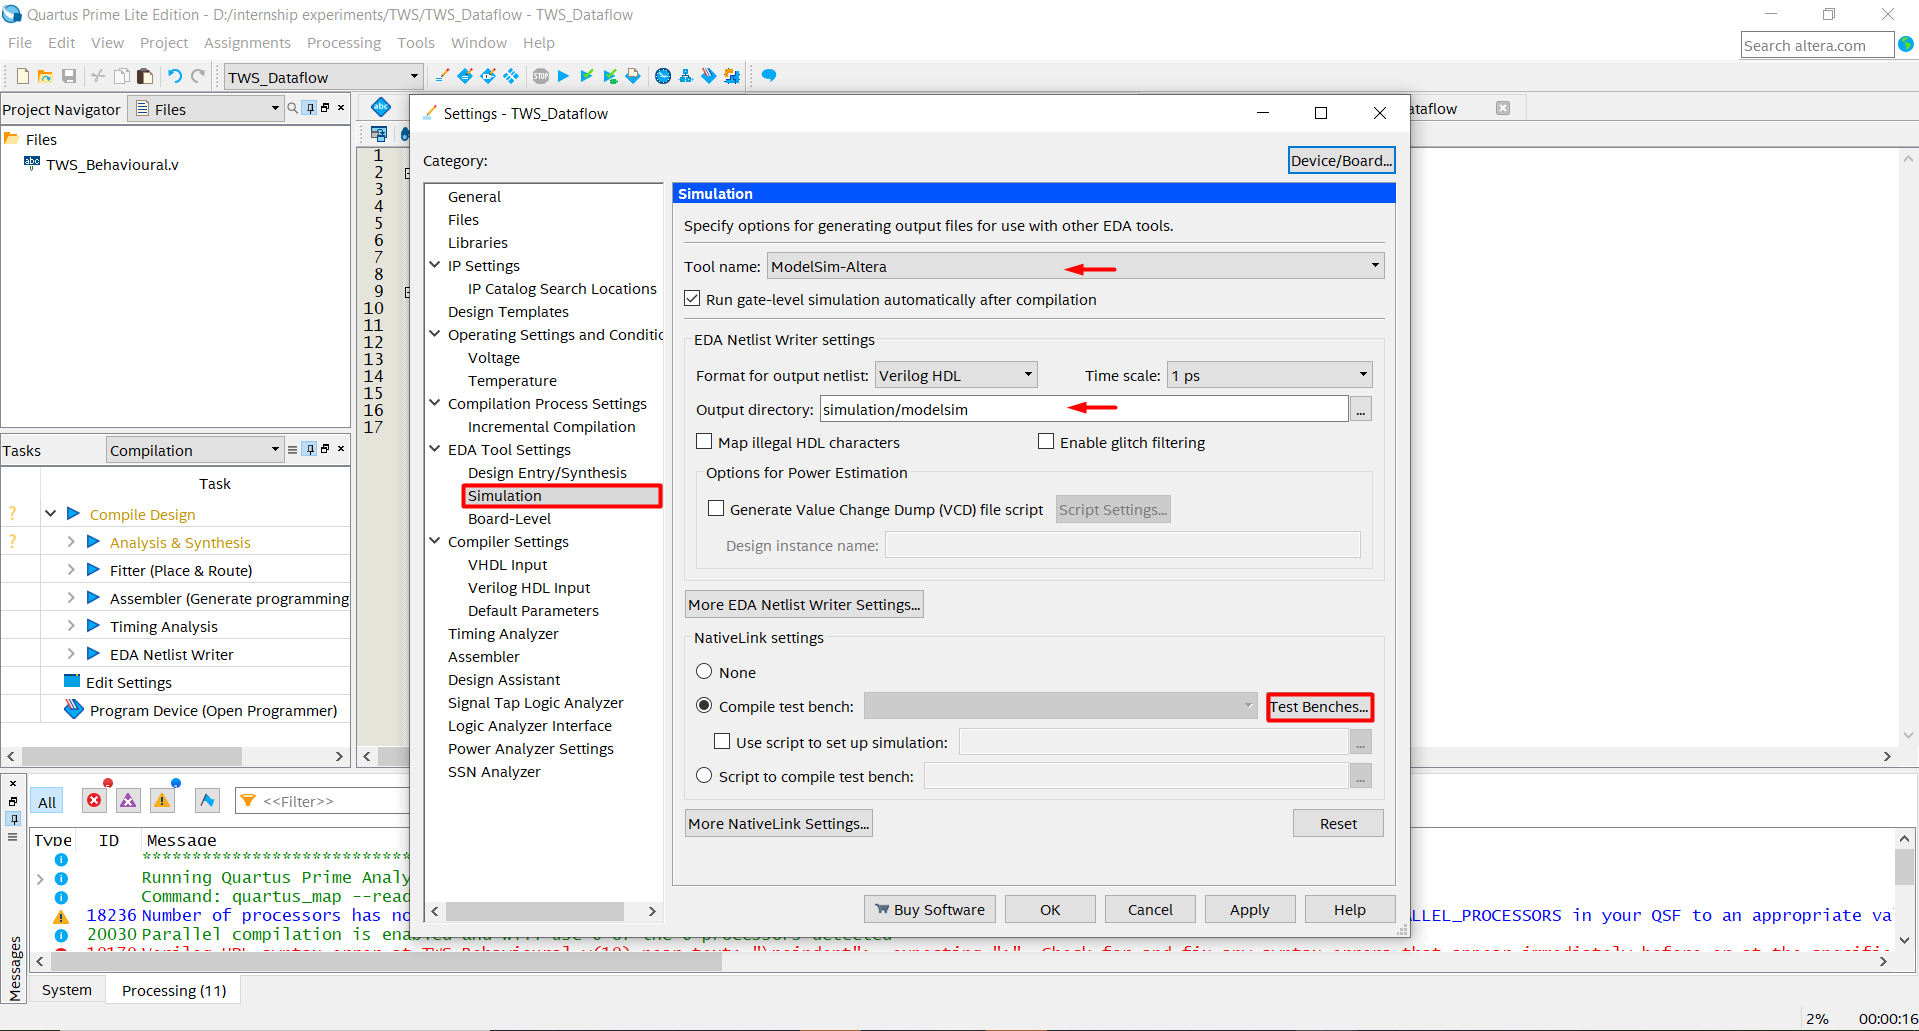 Quartus Prime Lite Edition - D:/internship experiments/TWS/TWS_Dataflow - TWS_Dataflow
File Edit View Project Assignments Processing Tools Window Help
Search altera.com
TWS_Dataflow
Project Navigator Files
Files
TWS_Behavioural.v
Tasks Compilation
Task
Compile Design
Analysis & Synthesis
Fitter (Place & Route)
Assembler (Generate programming
Timing Analysis
EDA Netlist Writer
Edit Settings
Program Device (Open Programmer)
1
2
3
4
5
6
7
8
9
10
11
12
13
14
15
16
17
ataflow
Settings - TWS_Dataflow
Category:
Device/Board...
General
Files
Libraries
IP Settings
IP Catalog Search Locations
Design Templates
Operating Settings and Conditic
Voltage
Temperature
Compilation Process Settings
Incremental Compilation
EDA Tool Settings
Design Entry/Synthesis
Simulation
Board-Level
Compiler Settings
VHDL Input
Verilog HDL Input
Default Parameters
Timing Analyzer
Assembler
Design Assistant
Signal Tap Logic Analyzer
Logic Analyzer Interface
Power Analyzer Settings
SSN Analyzer
Simulation
Specify options for generating output files for use with other EDA tools.
Tool name: ModelSim-Altera
Run gate-level simulation automatically after compilation
EDA Netlist Writer settings
Format for output netlist: Verilog HDL Time scale: 1 ps
Output directory: simulation/modelsim ...
Map illegal HDL characters Enable glitch filtering
Options for Power Estimation
Generate Value Change Dump (VCD) file script Script Settings...
Design instance name:
More EDA Netlist Writer Settings...
NativeLink settings
None
Compile test bench: Test Benches...
Use script to set up simulation: ...
Script to compile test bench: ...
More NativeLink Settings... Reset
Buy Software OK Cancel Apply Help
All <<Filter>>
Type ID Message
******************************
Running Quartus Prime Analy
Command: quartus_map --read
18236 Number of processors has no LLEL_PROCESSORS in your QSF to an appropriate va
20030 Parallel compilation is enabled and will use 6 of the 6 processors detected
Messages
System Processing (11)
2% 00:00:16